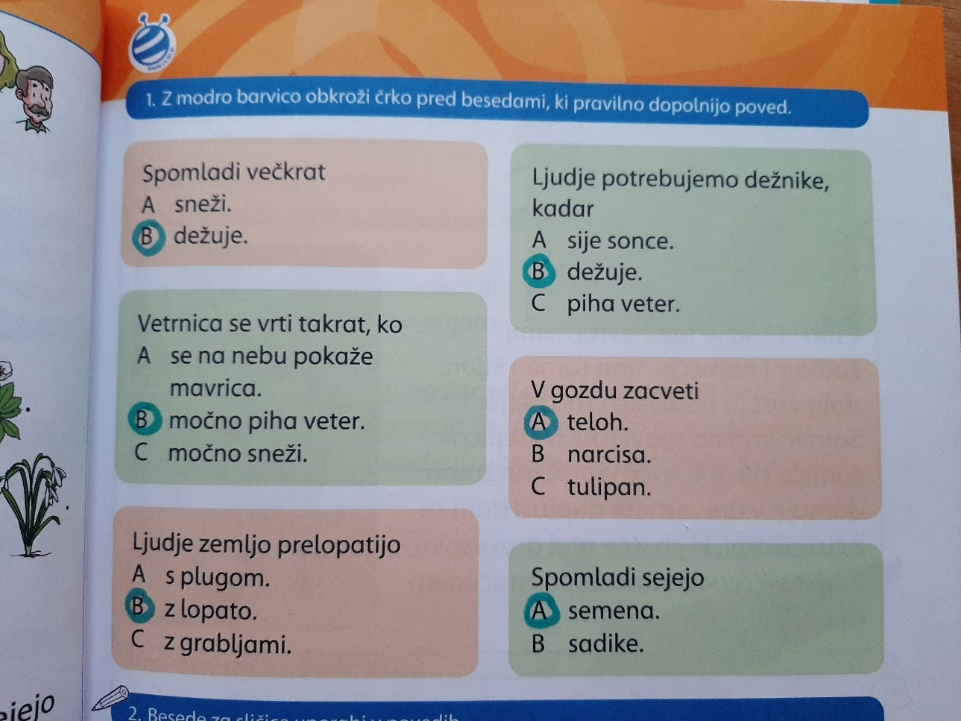 1. Z modro barvico obkroži črko pred besedami, ki pravilno dopolnijo poved.
Spomladi večkrat
A sneži.
B dežuje.
Vetrnica se vrti takrat, ko
A se na nebu pokaže
mavrica.
B močno piha veter.
C močno sneži.
Ljudje zemljo prelopatijo
A s plugom.
B z lopato.
C z grabljami.
Ljudje potrebujemo dežnike,
kadar
A sije sonce.
B dežuje.
C piha veter.
V gozdu zacveti
A teloh.
B narcisa.
C tulipan.
Spomladi sejejo
A semena.
B sadike.
2. Besede za sličice uporabi v povedih.